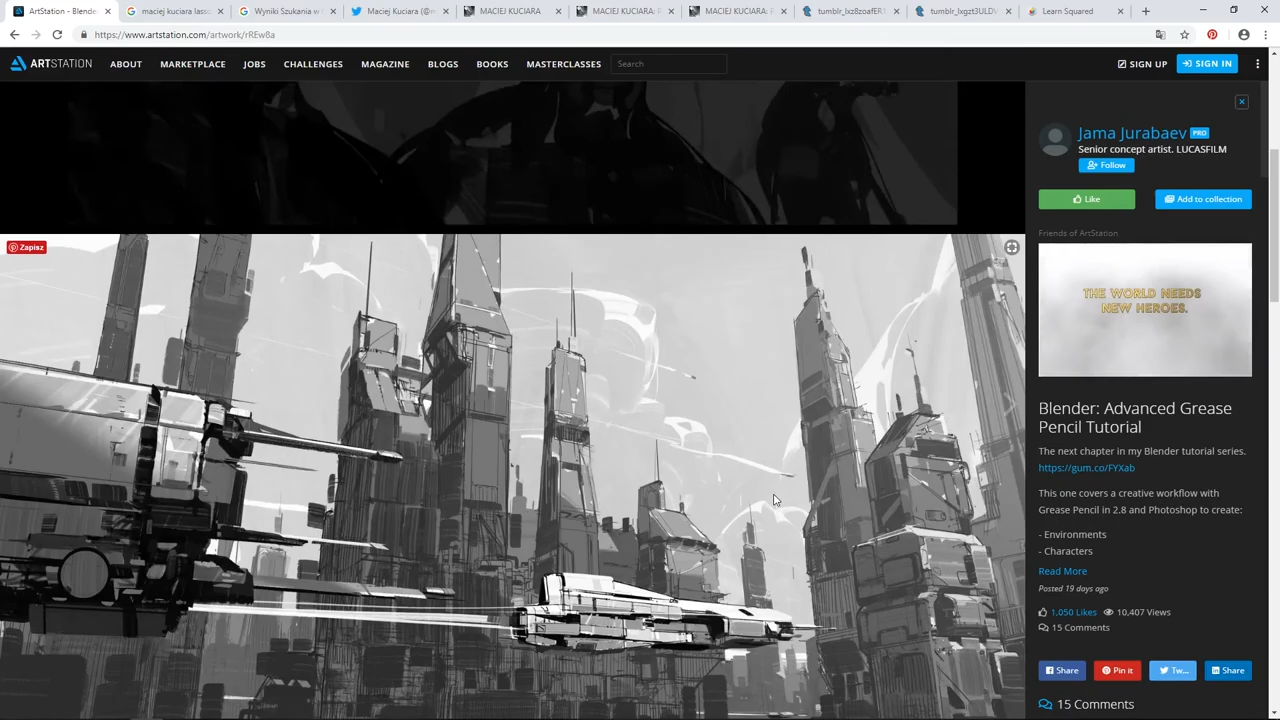 ArtStation - Blende
maciej kuciara lasso
Wyniki Szukania w
Maciej Kuciara (@m
MACIEJ KUCIARA
MACIEJ KUCIARA: R
MACIEJ KUCIARA: R
tumblr_lxz8zoafER1
tumblr_lxgzt3ULDV
Learn Squared
https://www.artstation.com/artwork/rREw8a
ARTSTATION
ABOUT
MARKETPLACE
JOBS
CHALLENGES
MAGAZINE
BLOGS
BOOKS
MASTERCLASSES
Search
SIGN UP
SIGN IN
Jama Jurabaev PRO
Senior concept artist. LUCASFILM
Follow
Like
Add to collection
Zapisz
Friends of ArtStation
THE WORLD NEEDS
NEW HEROES.
Blender: Advanced Grease
Pencil Tutorial
The next chapter in my Blender tutorial series.
https://gum.co/FYXab
This one covers a creative workflow with
Grease Pencil in 2.8 and Photoshop to create:
- Environments
- Characters
Read More
Posted 19 days ago
1,050 Likes 10,407 Views
15 Comments
Share
Pin it
Tw...
Share
15 Comments